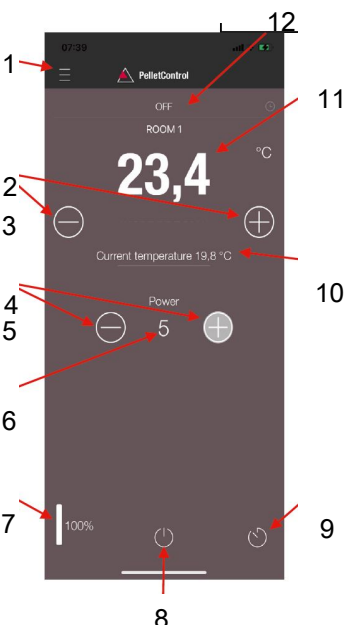 12
07:39
1
PelletControl
OFF
11
ROOM 1
23,4
°C
2
3
Current temperature 19,8 °C
10
Power
4
5
5
6
7
100%
9
8